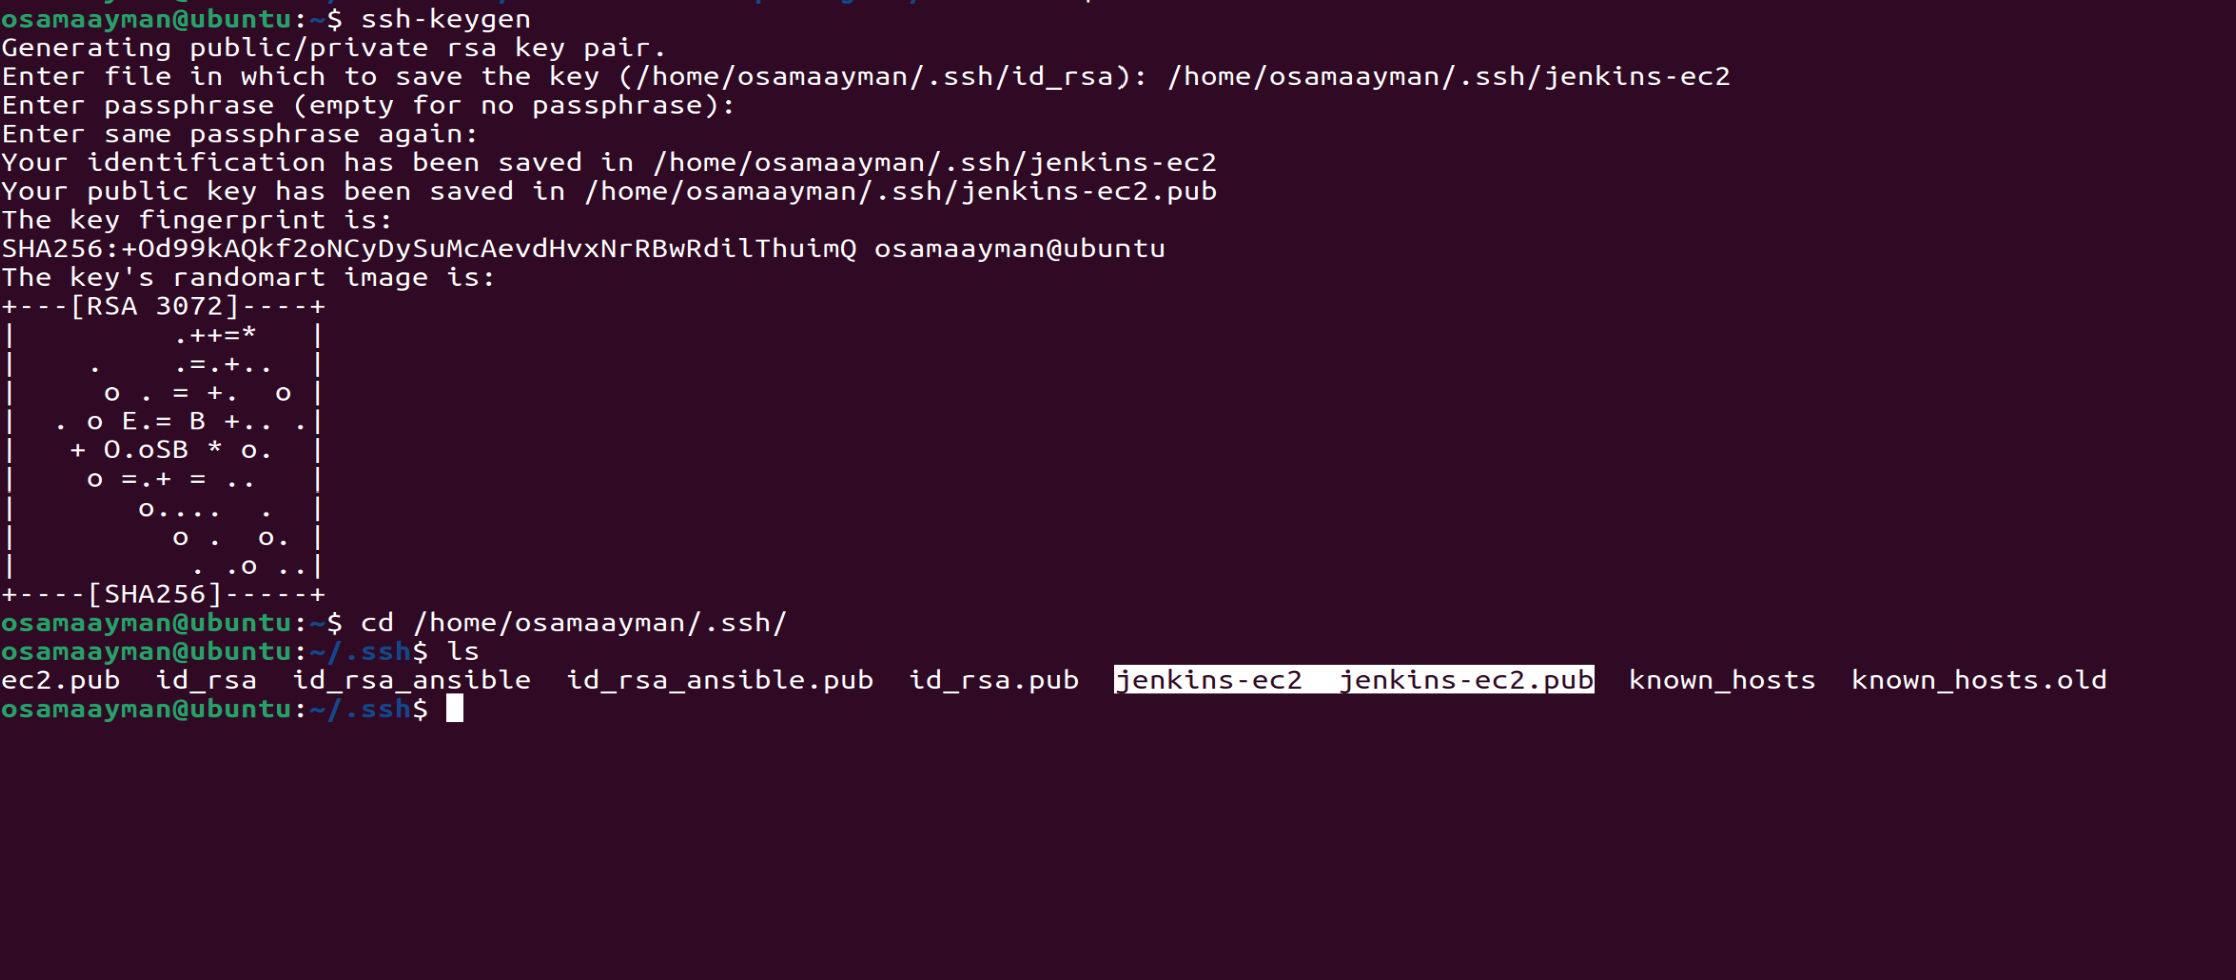 osamaayman@ubuntu:~$ ssh-keygen
Generating public/private rsa key pair.
Enter file in which to save the key (/home/osamaayman/.ssh/id_rsa): /home/osamaayman/.ssh/jenkins-ec2
Enter passphrase (empty for no passphrase):
Enter same passphrase again:
Your identification has been saved in /home/osamaayman/.ssh/jenkins-ec2
Your public key has been saved in /home/osamaayman/.ssh/jenkins-ec2.pub
The key fingerprint is:
SHA256:+Od99kAQkf2oNCyDySuMcAevdHvxNrRBwRdilThuimQ osamaayman@ubuntu
The key's randomart image is:
+---[RSA 3072]----+
|         .++=*   |
|    .    .=.+..  |
|     o . = +.  o |
|  . o E.= B +.. .|
|   + O.oSB * o.  |
|    o =.+ = ..   |
|       o....  .  |
|         o .  o. |
|          . .o ..|
+----[SHA256]-----+
osamaayman@ubuntu:~$ cd /home/osamaayman/.ssh/
osamaayman@ubuntu:~/.ssh$ ls
ec2.pub  id_rsa  id_rsa_ansible  id_rsa_ansible.pub  id_rsa.pub  jenkins-ec2  jenkins-ec2.pub  known_hosts  known_hosts.old
osamaayman@ubuntu:~/.ssh$